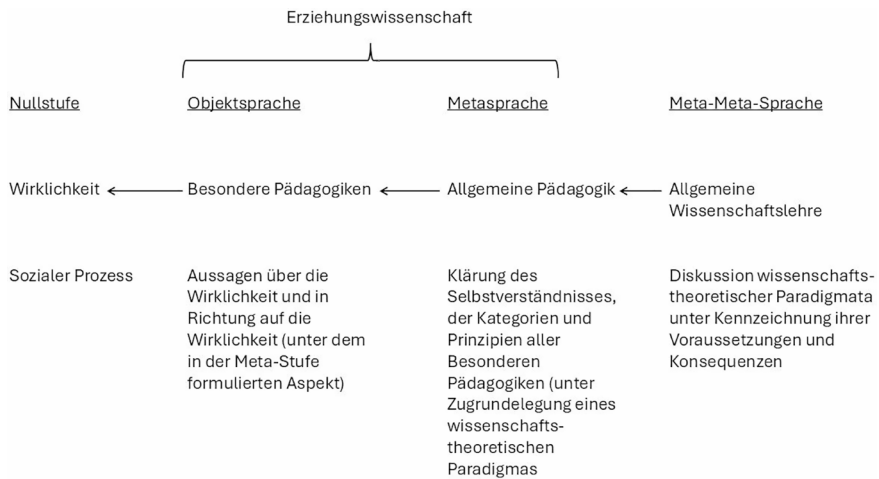 Erziehungswissenschaft
Nullstufe
Objektsprache
Metasprache
Meta-Meta-Sprache
Wirklichkeit
Besondere Pädagogiken
Allgemeine Pädagogik
Allgemeine
Wissenschaftslehre
Sozialer Prozess
Aussagen über die
Wirklichkeit und in
Richtung auf die
Wirklichkeit (unter dem
in der Meta-Stufe
formulierten Aspekt)
Klärung des
Selbstverständnisses,
der Kategorien und
Prinzipien aller
Besonderen
Pädagogiken (unter
Zugrundelegung eines
wissenschafts-
theoretischen
Paradigmas
Diskussion wissenschafts-
theoretischer Paradigmata
unter Kennzeichnung ihrer
Voraussetzungen und
Konsequenzen